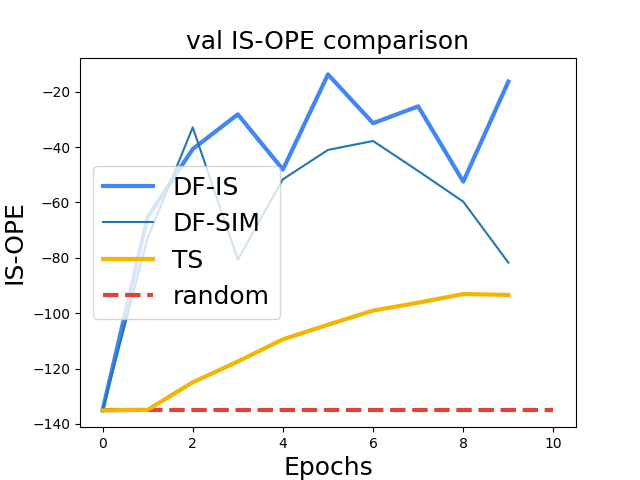 val IS-OPE comparison
IS-OPE
−20
−40
−60
−80
−100
−120
−140
DF-IS
DF-SIM
TS
random
0 2 4 6 8 10
Epochs